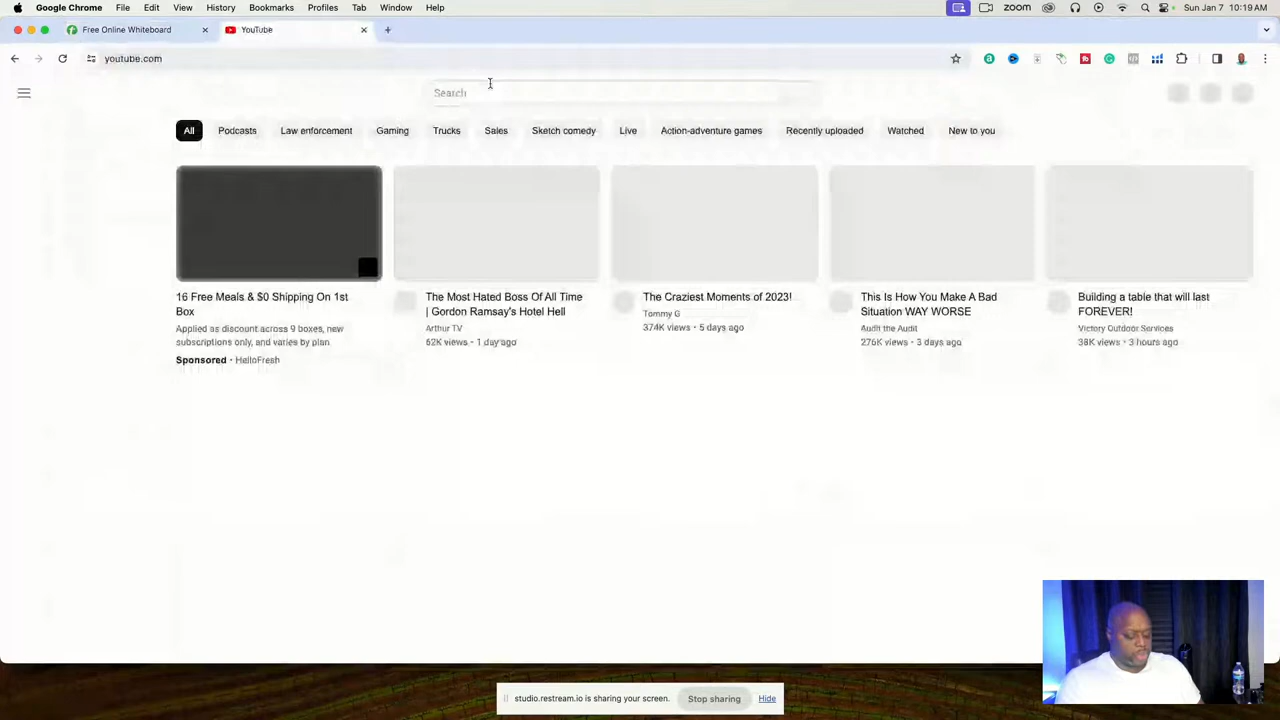 Google Chrome File Edit View History Bookmarks Profiles Tab Window Help zoom Sun Jan 7 10:19 AM
Free Online Whiteboard YouTube
youtube.com
Search
All Podcasts Law enforcement Gaming Trucks Sales Sketch comedy Live Action-adventure games Recently uploaded Watched New to you
16 Free Meals & $0 Shipping On 1st
Box
Applied as discount across 9 boxes, new
subscriptions only, and varies by plan
Sponsored · HelloFresh
The Most Hated Boss Of All Time
| Gordon Ramsay's Hotel Hell
Arthur TV
62K views · 1 day ago
The Craziest Moments of 2023!
Tommy G
374K views · 5 days ago
This Is How You Make A Bad
Situation WAY WORSE
Audit the Audit
276K views · 3 days ago
Building a table that will last
FOREVER!
Victory Outdoor Services
38K views · 3 hours ago
studio.restream.io is sharing your screen. Stop sharing Hide